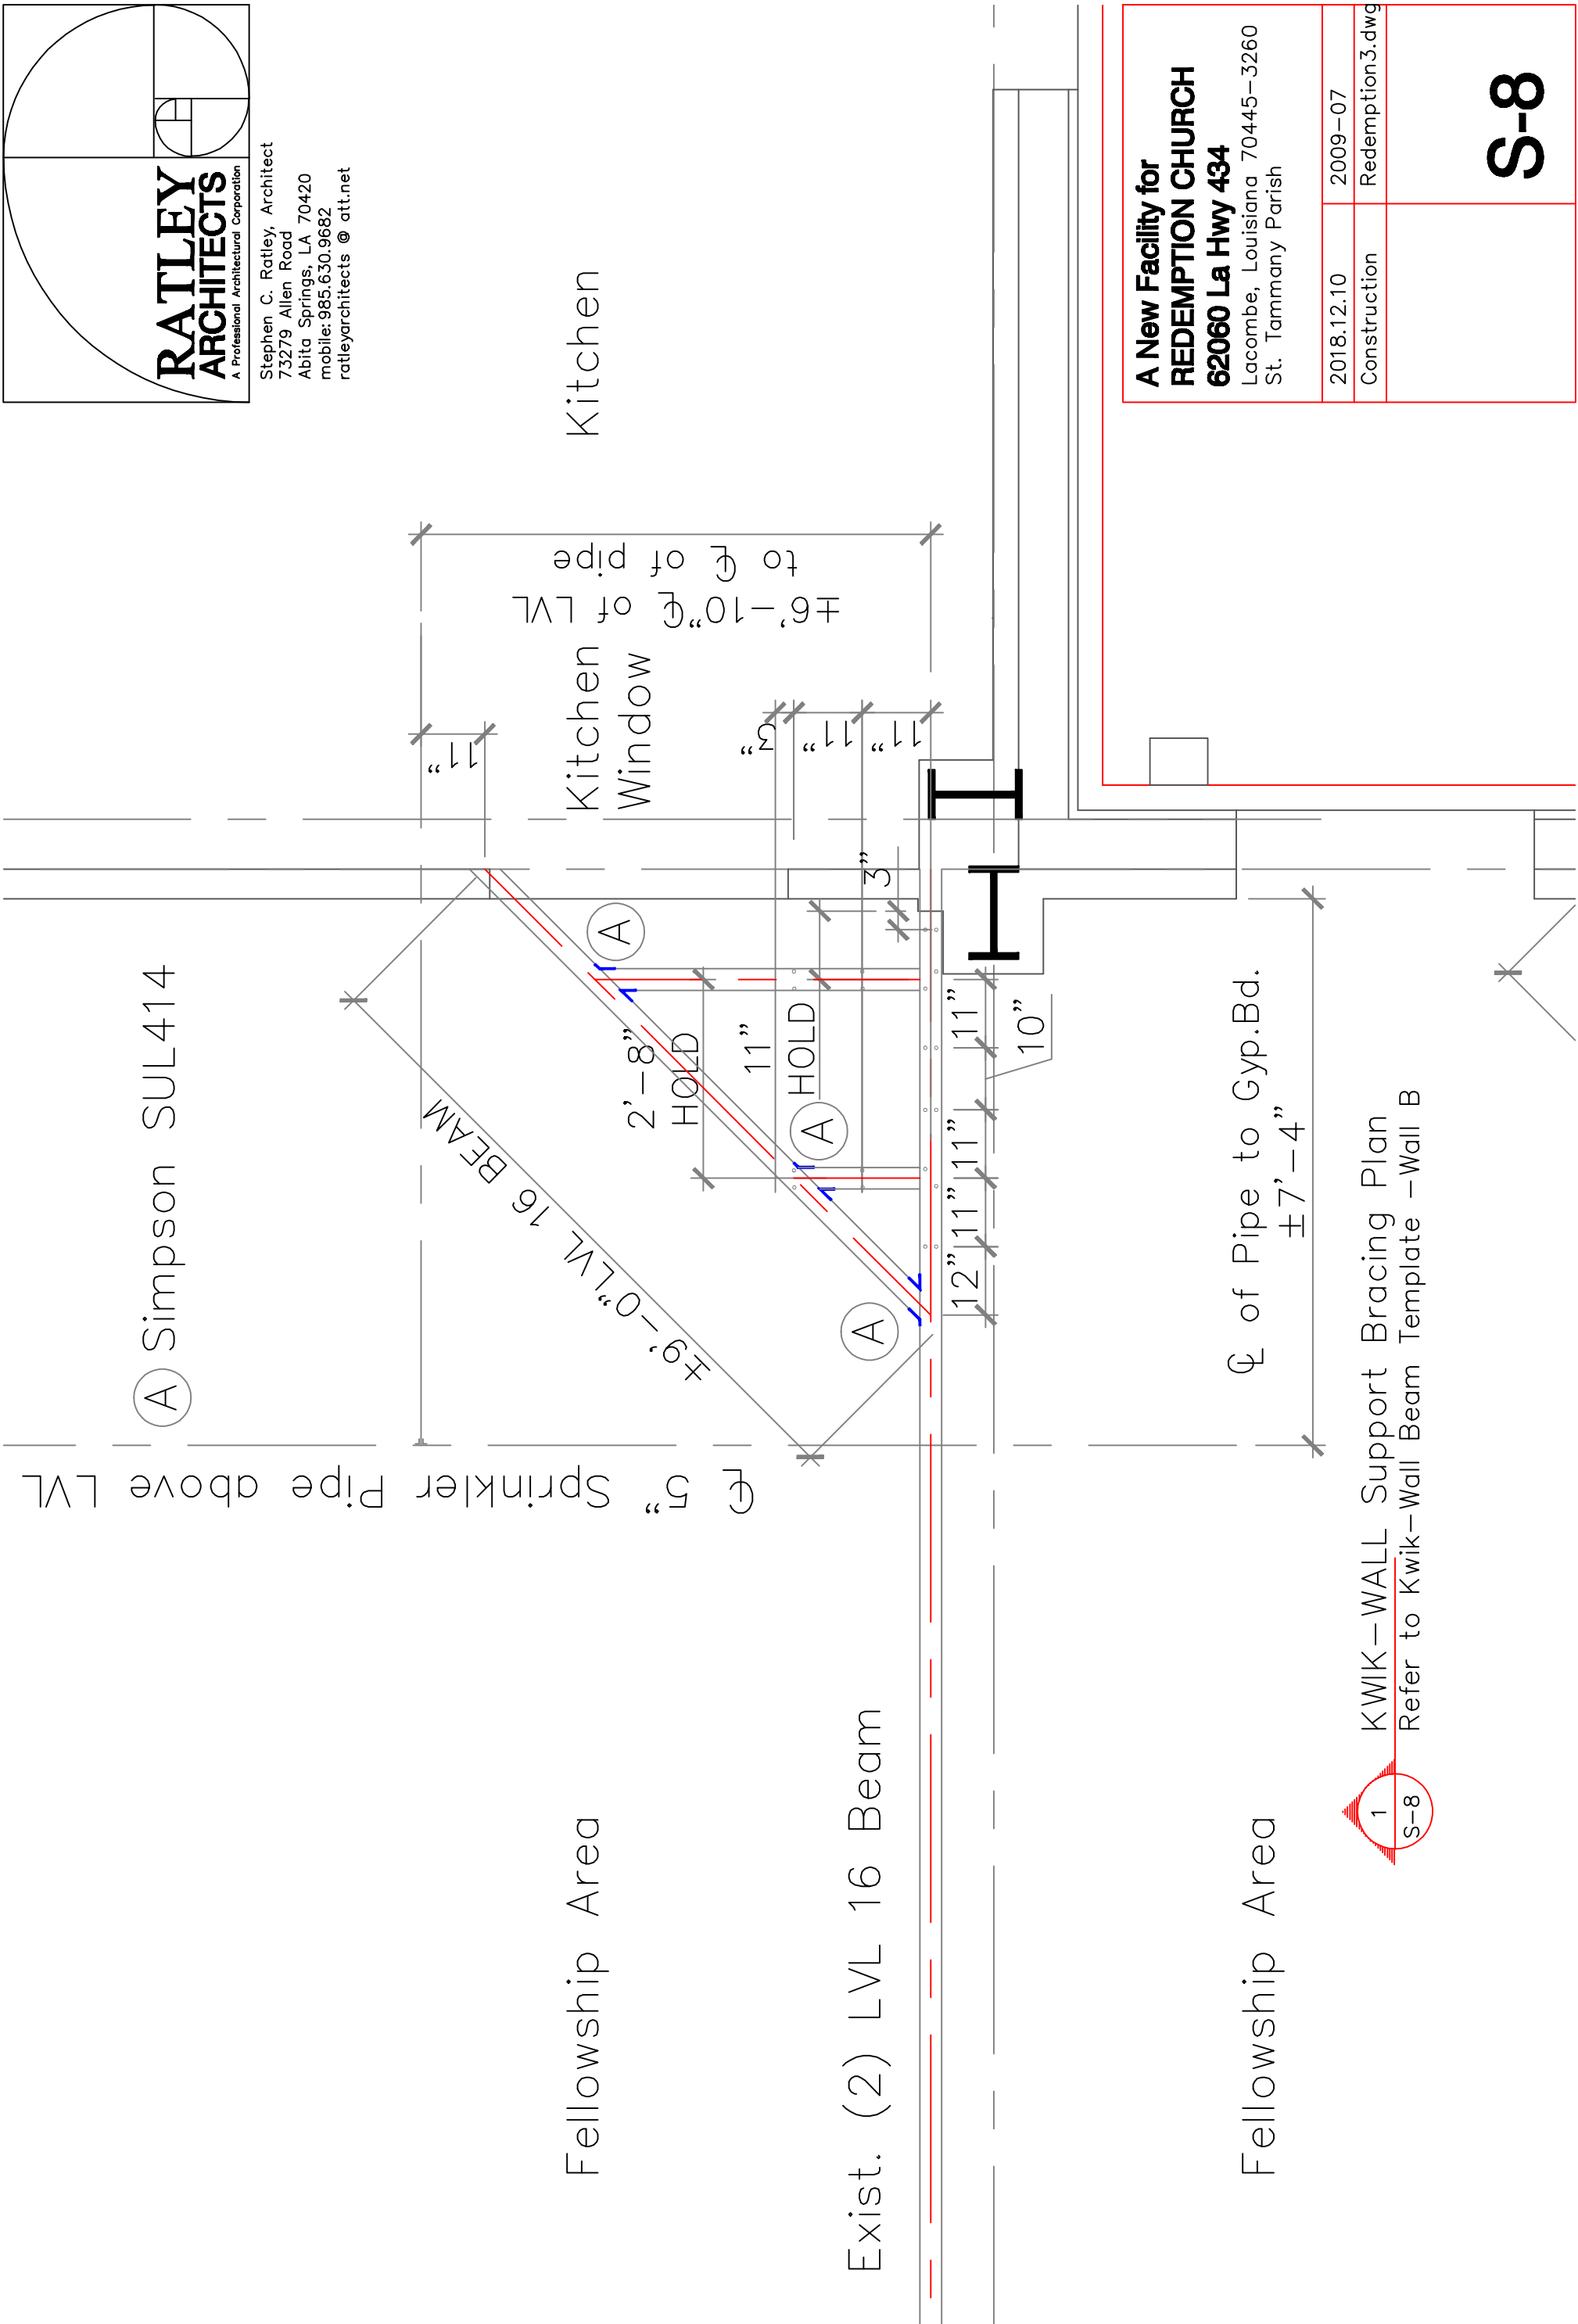 RATLEY
ARCHITECTS
A Professional Architectural Corporation
Stephen C. Ratley, Architect
73279 Allen Road
Abita Springs, LA 70420
mobile: 985.630.9682
ratleyarchitects @ att.net
A Simpson SUL414
℄ 5" Sprinkler Pipe above LVL
Kitchen
±6'-10"℄ of LVL
to ℄ of pipe
Kitchen
Window
11"
3"
11"
11"
3"
±9'-0" LVL 16 BEAM
A
2'-8"
HOLD
11"
HOLD
A
A
12"
11"
11"
10"
11"
Fellowship Area
Exist. (2) LVL 16 Beam
Fellowship Area
℄ of Pipe to Gyp.Bd.
±7'-4"
1
S-8
KWIK-WALL Support Bracing Plan
Refer to Kwik-Wall Beam Template -Wall B
A New Facility for
REDEMPTION CHURCH
62060 La Hwy 434
Lacombe, Louisiana 70445-3260
St. Tammany Parish
2018.12.10
2009-07
Construction
Redemption3.dwg
S-8